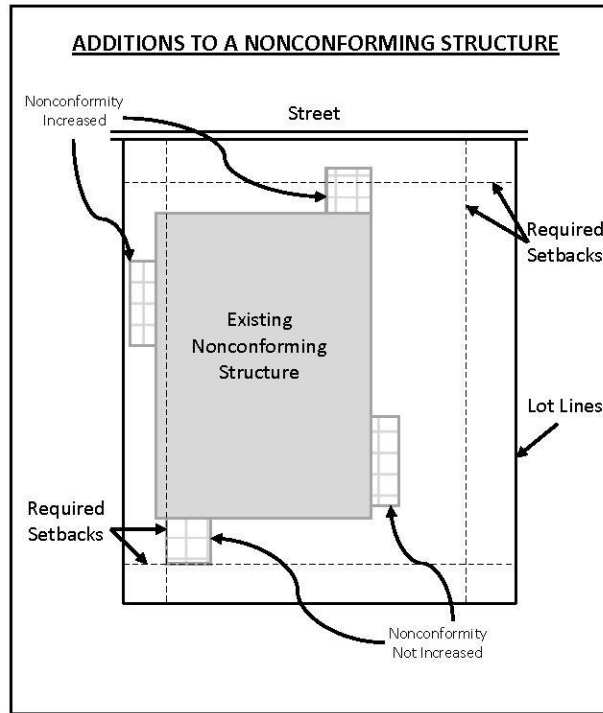 ADDITIONS TO A NONCONFORMING STRUCTURE
Nonconformity
Increased
Street
Required
Setbacks
Existing
Nonconforming
Structure
Lot Lines
Required
Setbacks
Nonconformity
Not Increased